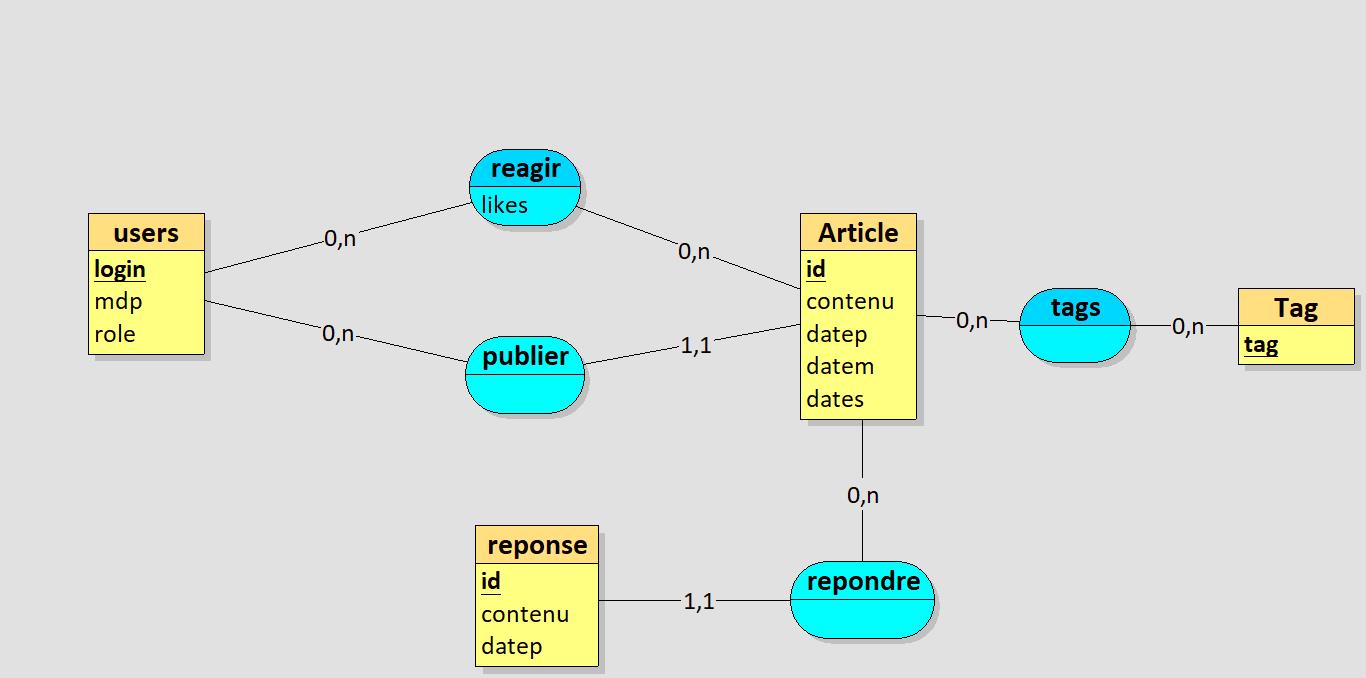 reagir
likes
users
login
mdp
role
0,n
0,n
0,n
publier
1,1
Article
id
contenu
datep
datem
dates
0,n
tags
0,n
Tag
tag
0,n
reponse
id
contenu
datep
1,1
repondre